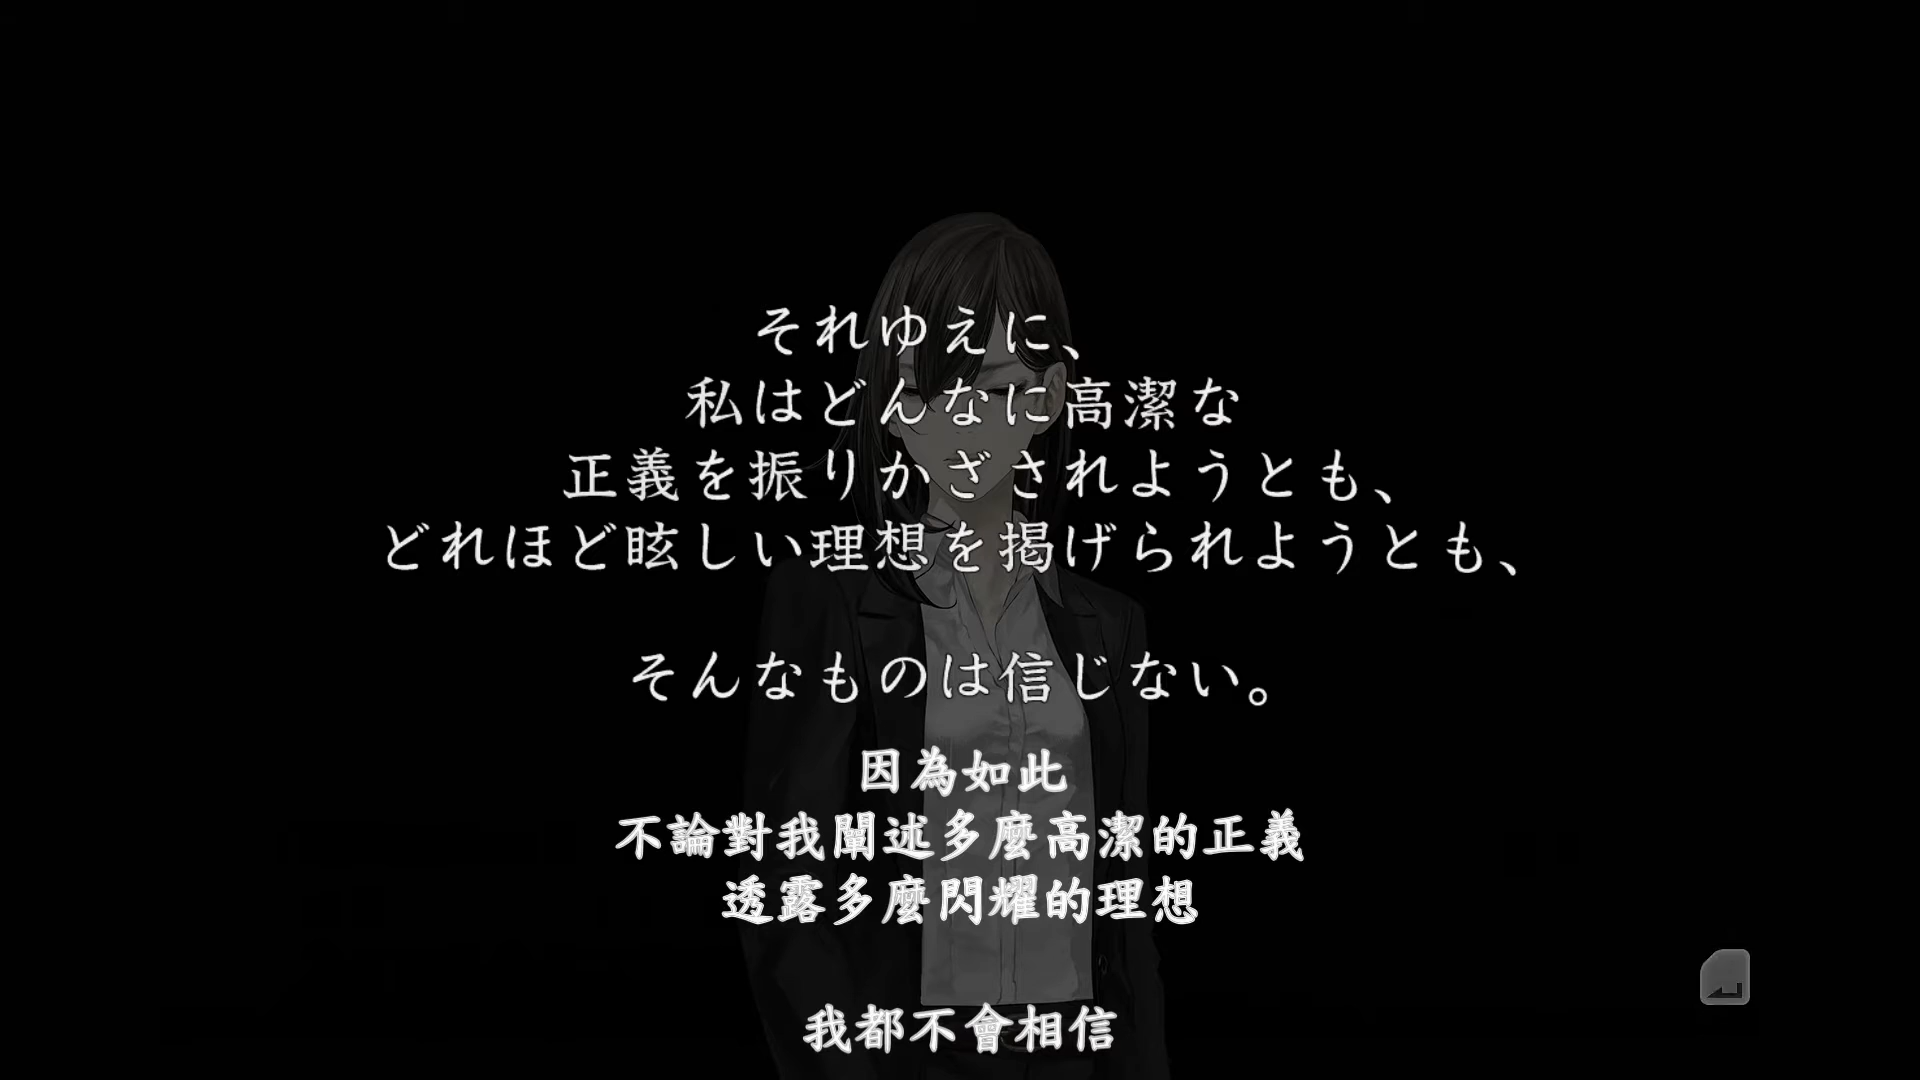 それゆえに、
私はどんなに高潔な
正義を振りかざされようとも、
どれほど眩しい理想を掲げられようとも、
そんなものは信じない。
因為如此
不論對我闡述多麼高潔的正義
透露多麼閃耀的理想
我都不會相信